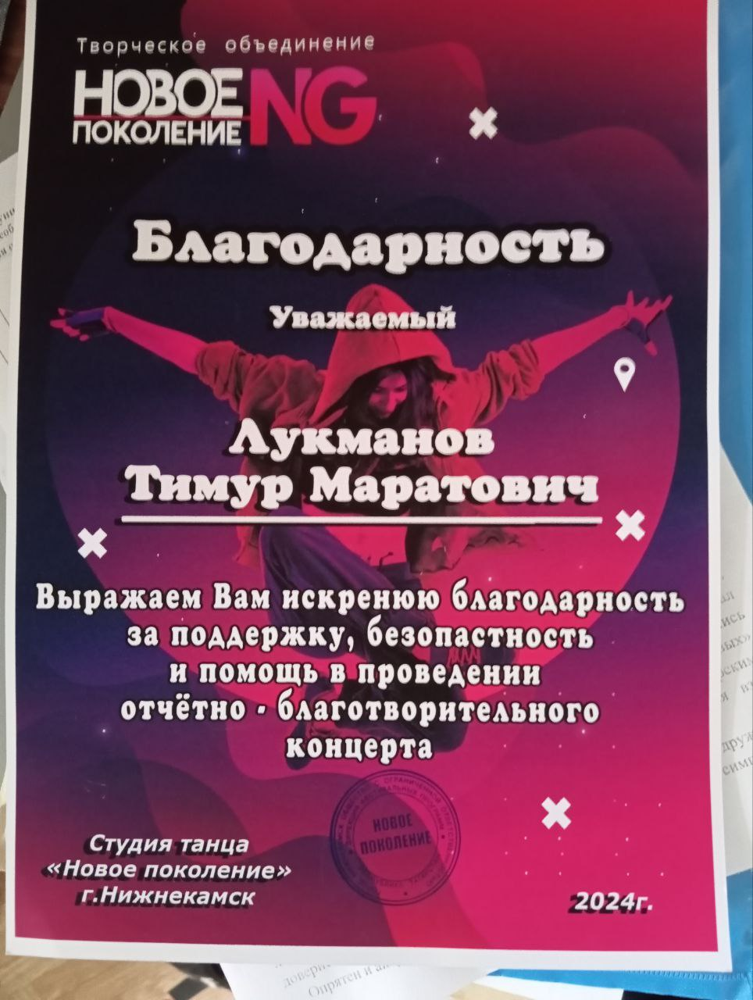 Творческое объединение
НОВОЕ
ПОКОЛЕНИЕ
NG
Благодарность
Уважаемый
Лукманов
Тимур Маратович
Выражаем Вам искренюю благодарность
за поддержку, безопастность
и помощь в проведении
отчётно - благотворительного
концерта
НОВОЕ
ПОКОЛЕНИЕ
Студия танца
«Новое поколение»
г.Нижнекамск
2024г.
Опрятен и